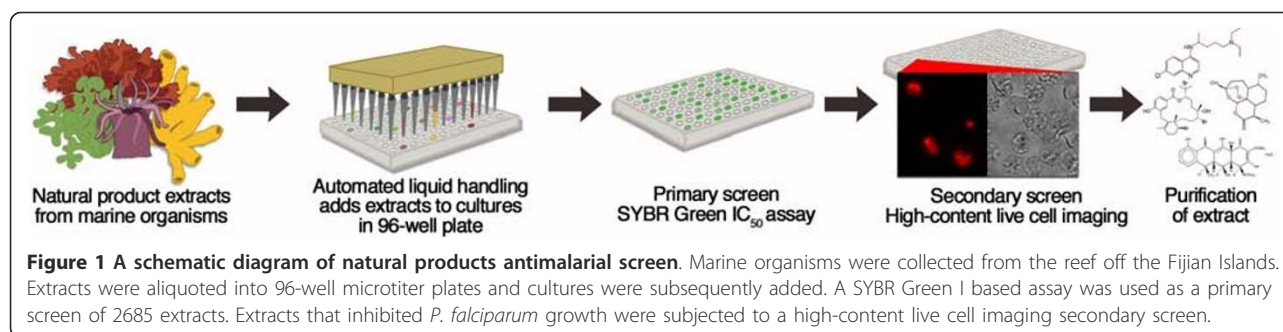 Natural product extracts
from marine organisms
Automated liquid handling
adds extracts to cultures
in 96-well plate
Primary screen
SYBR Green IC50 assay
Secondary screen
High-content live cell imaging
Purification
of extract
Figure 1 A schematic diagram of natural products antimalarial screen. Marine organisms were collected from the reef off the Fijian Islands.
Extracts were aliquoted into 96-well microtiter plates and cultures were subsequently added. A SYBR Green I based assay was used as a primary
screen of 2685 extracts. Extracts that inhibited P. falciparum growth were subjected to a high-content live cell imaging secondary screen.